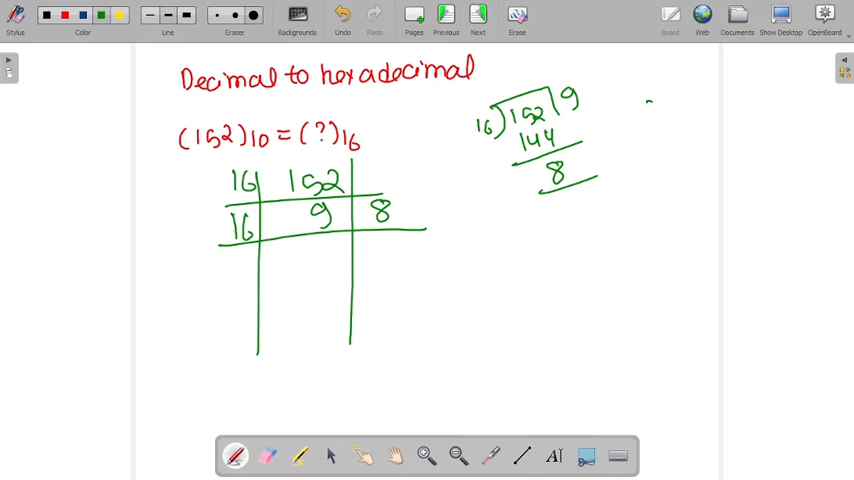 Stylus
Color
Line
Eraser
Backgrounds
Undo
Redo
Pages
Previous
Next
Erase
Board
Web
Documents
Show Desktop
OpenBoard
Decimal to hexadecimal
(152)10 = (?)16
16 152
16 9 8
16) 152 ( 9
144
8